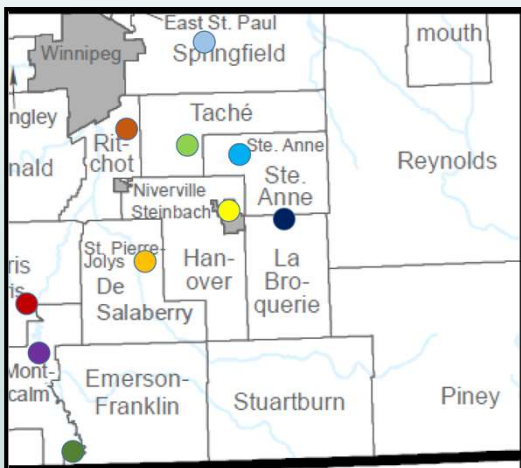 East St. Paul
Winnipeg
Springfield
mouth
ngley
Taché
Rit-
chot
Ste. Anne
Ste.
Anne
Reynolds
nald
Niverville
Steinbach
St. Pierre-
Jolys
De
Salaberry
Han-
over
La
Bro-
querie
ris
is
Mont-
calm
Emerson-
Franklin
Stuartburn
Piney